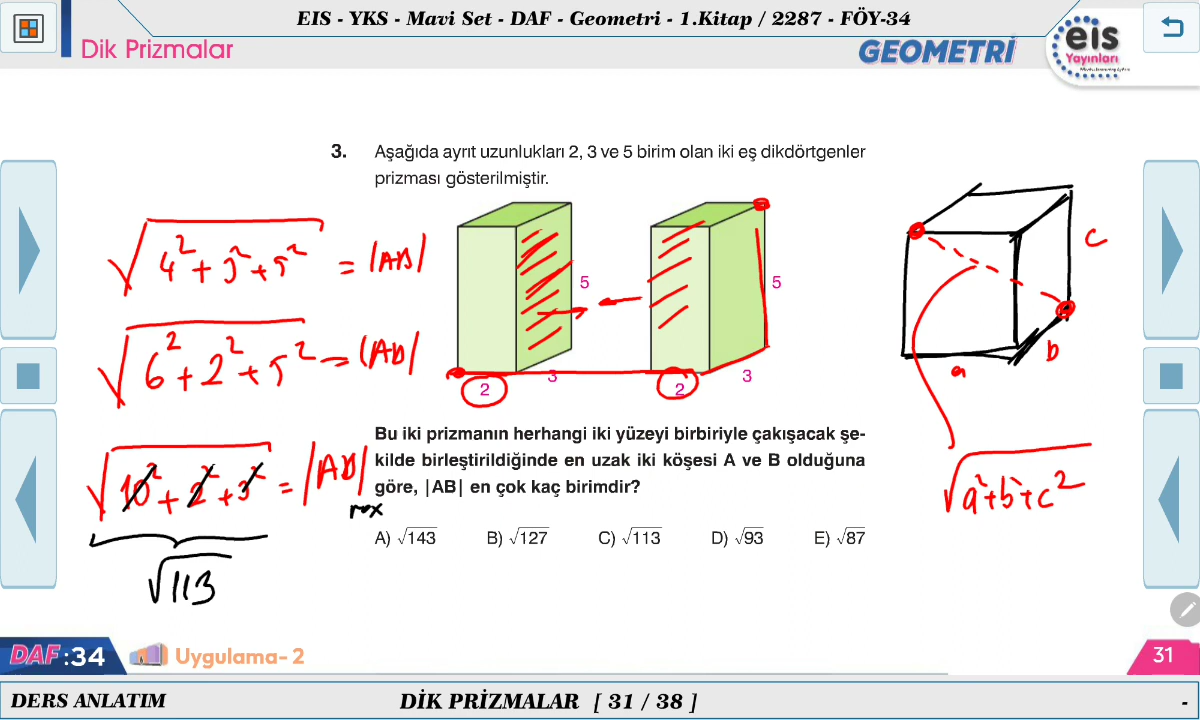 EIS - YKS - Mavi Set - DAF - Geometri - 1.Kitap / 2287 - FÖY-34
Dik Prizmalar
GEOMETRİ
eis
Yayınları
3. Aşağıda ayrıt uzunlukları 2, 3 ve 5 birim olan iki eş dikdörtgenler
prizması gösterilmiştir.
√4²+3²+5² = |AB|
√6²+2²+5² = |AB|
√10²+2²+3² = |AB|
max
√113
5
3
2
5
3
2
c
b
a
√a²+b²+c²
Bu iki prizmanın herhangi iki yüzeyi birbiriyle çakışacak şe-
kilde birleştirildiğinde en uzak iki köşesi A ve B olduğuna
göre, |AB| en çok kaç birimdir?
A) √143 B) √127 C) √113 D) √93 E) √87
DAF:34
Uygulama- 2
31
DERS ANLATIM
DİK PRİZMALAR [ 31 / 38 ]
-